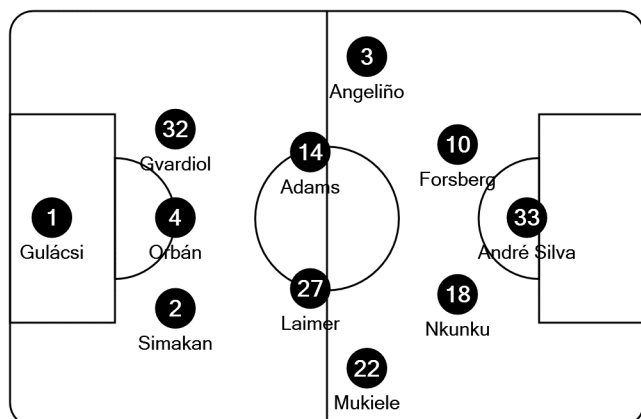 3
Angeliño
32
Gvardiol
14
Adams
10
Forsberg
1
Gulácsi
4
Orbán
33
André Silva
2
Simakan
27
Laimer
18
Nkunku
22
Mukiele